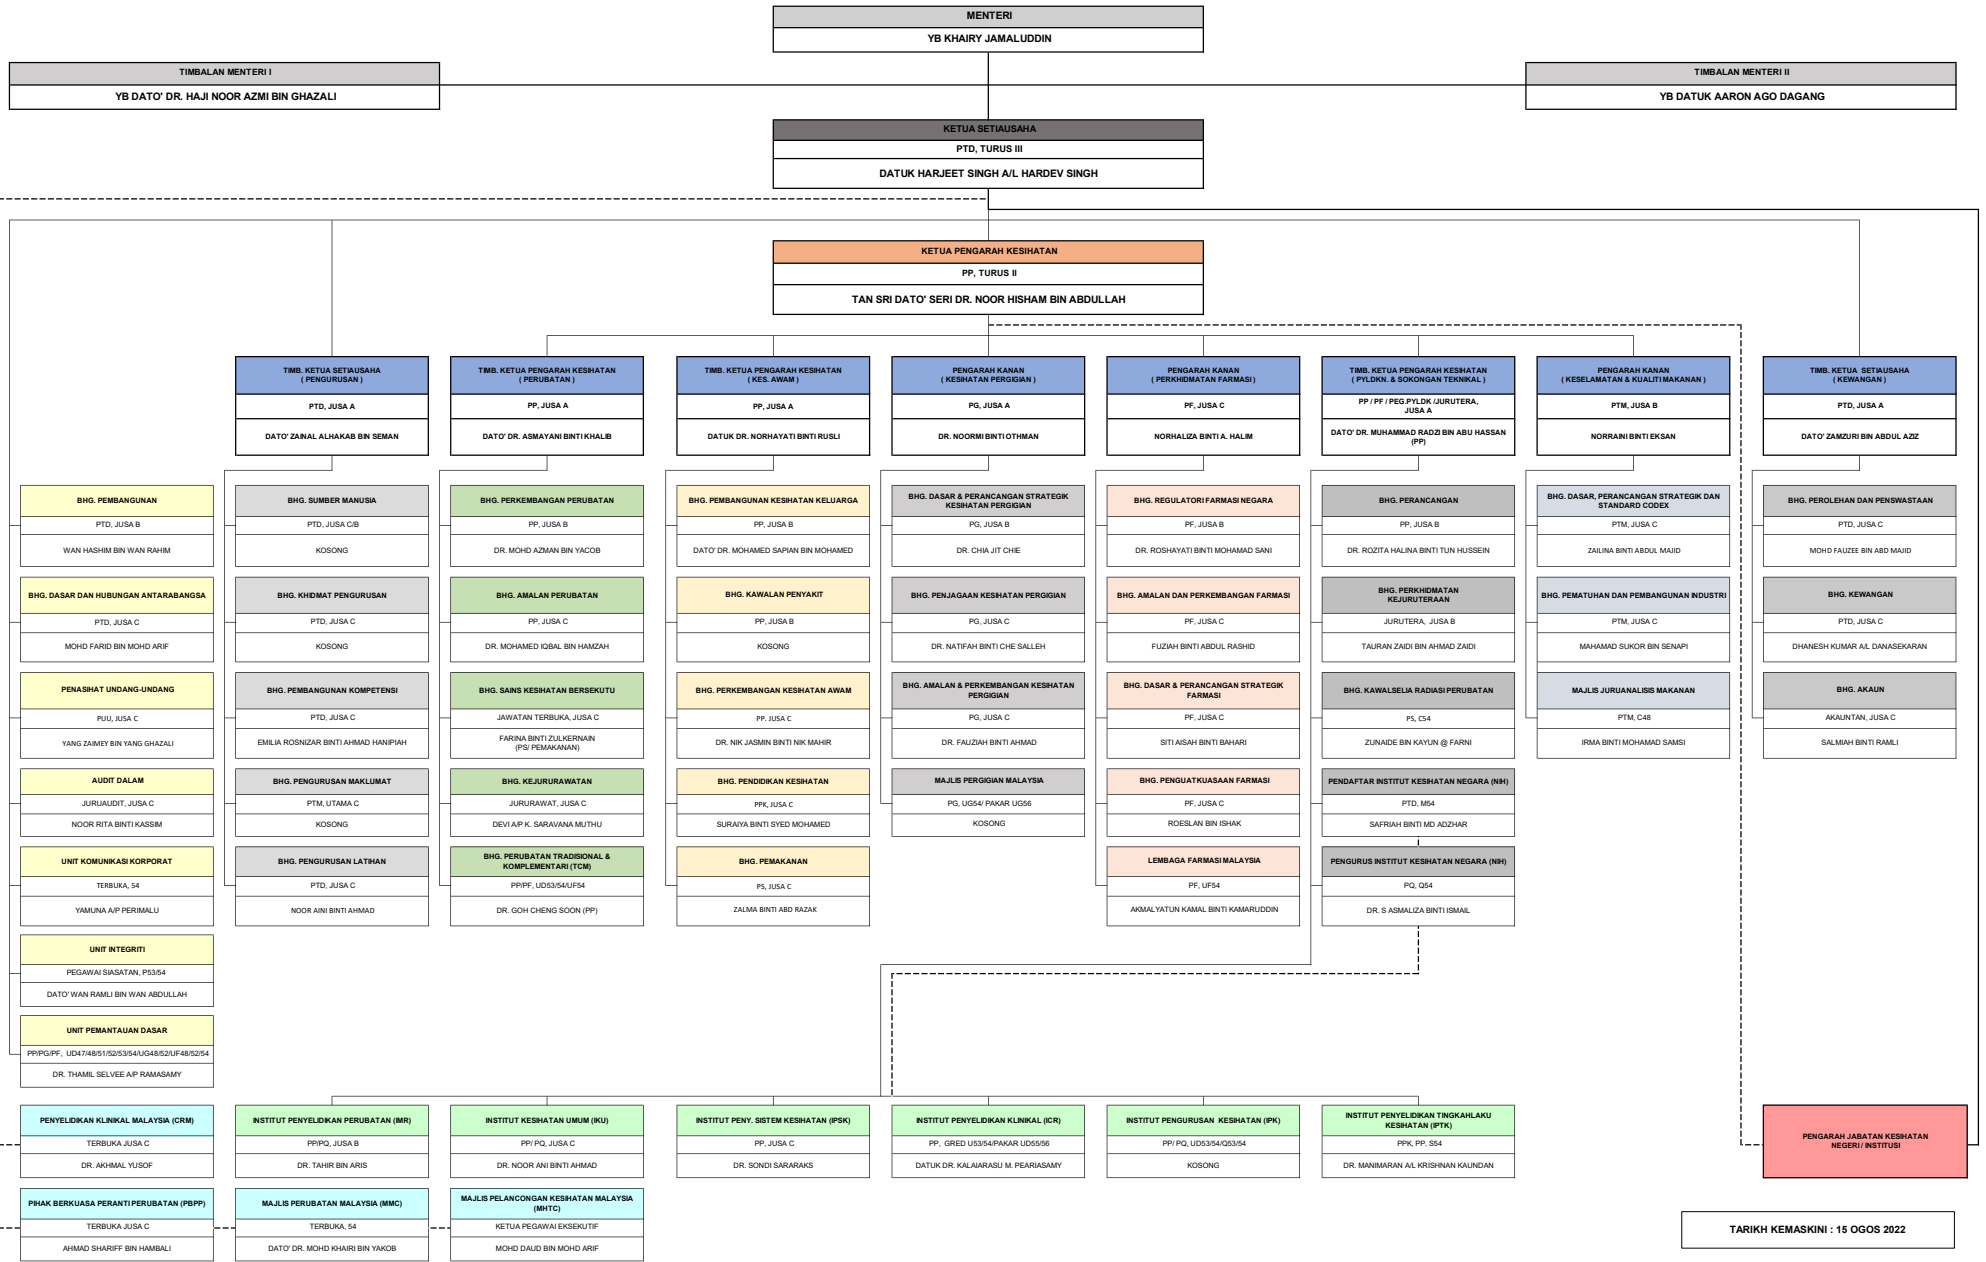 MENTERI
YB KHAIRY JAMALUDDIN
TIMBALAN MENTERI I
YB DATO' DR. HAJI NOOR AZMI BIN GHAZALI
TIMBALAN MENTERI II
YB DATUK AARON AGO DAGANG
KETUA SETIAUSAHA
PTD, TURUS III
DATUK HARJEET SINGH A/L HARDEV SINGH
KETUA PENGARAH KESIHATAN
PP, TURUS II
TAN SRI DATO' SERI DR. NOOR HISHAM BIN ABDULLAH
TIMB. KETUA SETIAUSAHA
( PENGURUSAN )
PTD, JUSA A
DATO' ZAINAL ALHAKAB BIN SEMAN
TIMB. KETUA PENGARAH KESIHATAN
( PERUBATAN )
PP, JUSA A
DATO' DR. ASMAYANI BINTI KHALIB
TIMB. KETUA PENGARAH KESIHATAN
( KES. AWAM )
PP, JUSA A
DATUK DR. NORHAYATI BINTI RUSLI
PENGARAH KANAN
( KESIHATAN PERGIGIAN )
PG, JUSA A
DR. NOORMI BINTI OTHMAN
PENGARAH KANAN
( PERKHIDMATAN FARMASI )
PF, JUSA C
NORHALIZA BINTI A. HALIM
TIMB. KETUA PENGARAH KESIHATAN
( PYLDKN. & SOKONGAN TEKNIKAL )
PP / PF / PEG.PYLDK /JURUTERA,
JUSA A
DATO' DR. MUHAMMAD RADZI BIN ABU HASSAN
(PP)
PENGARAH KANAN
( KESELAMATAN & KUALITI MAKANAN )
PTM, JUSA B
NORRAINI BINTI EKSAN
TIMB. KETUA SETIAUSAHA
( KEWANGAN )
PTD, JUSA A
DATO' ZAMZURI BIN ABDUL AZIZ
BHG. PEMBANGUNAN
PTD, JUSA B
WAN HASHIM BIN WAN RAHIM
BHG. DASAR DAN HUBUNGAN ANTARABANGSA
PTD, JUSA C
MOHD FARID BIN MOHD ARIF
PENASIHAT UNDANG-UNDANG
PUU, JUSA C
YANG ZAIMEY BIN YANG GHAZALI
AUDIT DALAM
JURUAUDIT, JUSA C
NOOR RITA BINTI KASSIM
UNIT KOMUNIKASI KORPORAT
TERBUKA, 54
YAMUNA A/P PERIMALU
UNIT INTEGRITI
PEGAWAI SIASATAN, P53/54
DATO' WAN RAMLI BIN WAN ABDULLAH
UNIT PEMANTAUAN DASAR
PP/PG/PF, UD47/48/51/52/53/54/UG48/52/UF48/52/54
DR. THAMIL SELVEE A/P RAMASAMY
BHG. SUMBER MANUSIA
PTD, JUSA C/B
KOSONG
BHG. KHIDMAT PENGURUSAN
PTD, JUSA C
KOSONG
BHG. PEMBANGUNAN KOMPETENSI
PTD, JUSA C
EMILIA ROSNIZAR BINTI AHMAD HANIPIAH
BHG. PENGURUSAN MAKLUMAT
PTM, UTAMA C
KOSONG
BHG. PENGURUSAN LATIHAN
PTD, JUSA C
NOOR AINI BINTI AHMAD
BHG. PERKEMBANGAN PERUBATAN
PP, JUSA B
DR. MOHD AZMAN BIN YACOB
BHG. AMALAN PERUBATAN
PP, JUSA C
DR. MOHAMED IQBAL BIN HAMZAH
BHG. SAINS KESIHATAN BERSEKUTU
JAWATAN TERBUKA, JUSA C
FARINA BINTI ZULKERNAIN
(PS/ PEMAKANAN)
BHG. KEJURURAWATAN
JURURAWAT, JUSA C
DEVI A/P K. SARAVANA MUTHU
BHG. PERUBATAN TRADISIONAL &
KOMPLEMENTARI (TCM)
PP/PF, UD53/54/UF54
DR. GOH CHENG SOON (PP)
BHG. PEMBANGUNAN KESIHATAN KELUARGA
PP, JUSA B
DATO' DR. MOHAMED SAPIAN BIN MOHAMED
BHG. KAWALAN PENYAKIT
PP, JUSA B
KOSONG
BHG. PERKEMBANGAN KESIHATAN AWAM
PP. JUSA C
DR. NIK JASMIN BINTI NIK MAHIR
BHG. PENDIDIKAN KESIHATAN
PPK, JUSA C
SURAIYA BINTI SYED MOHAMED
BHG. PEMAKANAN
PS, JUSA C
ZALMA BINTI ABD RAZAK
BHG. DASAR & PERANCANGAN STRATEGIK
KESIHATAN PERGIGIAN
PG, JUSA B
DR. CHIA JIT CHIE
BHG. PENJAGAAN KESIHATAN PERGIGIAN
PG, JUSA C
DR. NATIFAH BINTI CHE SALLEH
BHG. AMALAN & PERKEMBANGAN KESIHATAN
PERGIGIAN
PG, JUSA C
DR. FAUZIAH BINTI AHMAD
MAJLIS PERGIGIAN MALAYSIA
PG, UG54/ PAKAR UG56
KOSONG
BHG. REGULATORI FARMASI NEGARA
PF, JUSA B
DR. ROSHAYATI BINTI MOHAMAD SANI
BHG. AMALAN DAN PERKEMBANGAN FARMASI
PF, JUSA C
FUZIAH BINTI ABDUL RASHID
BHG. DASAR & PERANCANGAN STRATEGIK
FARMASI
PF, JUSA C
SITI AISAH BINTI BAHARI
BHG. PENGUATKUASAAN FARMASI
PF, JUSA C
ROESLAN BIN ISHAK
LEMBAGA FARMASI MALAYSIA
PF, UF54
AKMALYATUN KAMAL BINTI KAMARUDDIN
BHG. PERANCANGAN
PP, JUSA B
DR. ROZITA HALINA BINTI TUN HUSSEIN
BHG. PERKHIDMATAN
KEJURUTERAAN
JURUTERA, JUSA B
TAURAN ZAIDI BIN AHMAD ZAIDI
BHG. KAWALSELIA RADIASI PERUBATAN
PS, C54
ZUNAIDE BIN KAYUN @ FARNI
PENDAFTAR INSTITUT KESIHATAN NEGARA (NIH)
PTD, M54
SAFRIAH BINTI MD ADZHAR
PENGURUS INSTITUT KESIHATAN NEGARA (NIH)
PQ, Q54
DR. S ASMALIZA BINTI ISMAIL
BHG. DASAR, PERANCANGAN STRATEGIK DAN
STANDARD CODEX
PTM, JUSA C
ZAILINA BINTI ABDUL MAJID
BHG. PEMATUHAN DAN PEMBANGUNAN INDUSTRI
PTM, JUSA C
MAHAMAD SUKOR BIN SENAPI
MAJLIS JURUANALISIS MAKANAN
PTM, C48
IRMA BINTI MOHAMAD SAMSI
BHG. PEROLEHAN DAN PENSWASTAAN
PTD, JUSA C
MOHD FAUZEE BIN ABD MAJID
BHG. KEWANGAN
PTD, JUSA C
DHANESH KUMAR A/L DANASEKARAN
BHG. AKAUN
AKAUNTAN, JUSA C
SALMIAH BINTI RAMLI
PENYELIDIKAN KLINIKAL MALAYSIA (CRM)
TERBUKA JUSA C
DR. AKHMAL YUSOF
INSTITUT PENYELIDIKAN PERUBATAN (IMR)
PP/PQ, JUSA B
DR. TAHIR BIN ARIS
INSTITUT KESIHATAN UMUM (IKU)
PP/ PQ, JUSA C
DR. NOOR ANI BINTI AHMAD
INSTITUT PENY. SISTEM KESIHATAN (IPSK)
PP, JUSA C
DR. SONDI SARARAKS
INSTITUT PENYELIDIKAN KLINIKAL (ICR)
PP, GRED U53/54/PAKAR UD55/56
DATUK DR. KALAIARASU M. PEARIASAMY
INSTITUT PENGURUSAN KESIHATAN (IPK)
PP/ PQ, UD53/54/Q53/54
KOSONG
INSTITUT PENYELIDIKAN TINGKAHLAKU
KESIHATAN (IPTK)
PPK, PP, S54
DR. MANIMARAN A/L KRISHNAN KAUNDAN
PENGARAH JABATAN KESIHATAN
NEGERI / INSTITUSI
PIHAK BERKUASA PERANTI PERUBATAN (PBPP)
TERBUKA JUSA C
AHMAD SHARIFF BIN HAMBALI
MAJLIS PERUBATAN MALAYSIA (MMC)
TERBUKA, 54
DATO' DR. MOHD KHAIRI BIN YAKOB
MAJLIS PELANCONGAN KESIHATAN MALAYSIA
(MHTC)
KETUA PEGAWAI EKSEKUTIF
MOHD DAUD BIN MOHD ARIF
TARIKH KEMASKINI : 15 OGOS 2022